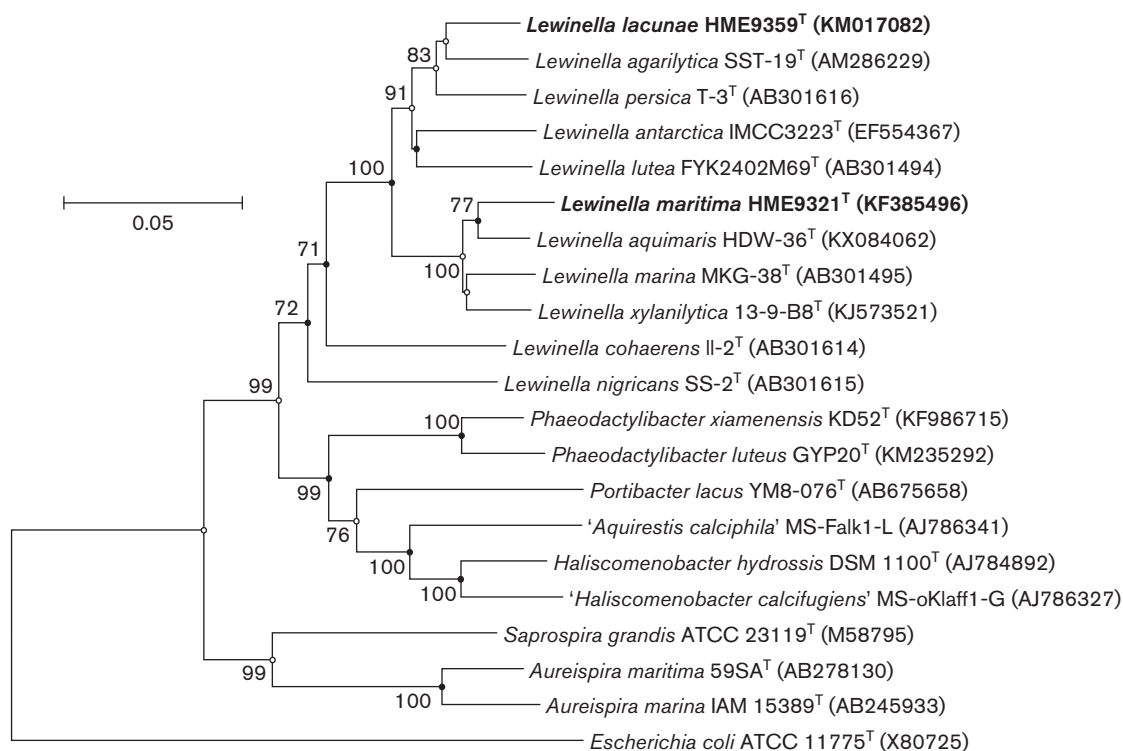 Lewinella lacunae HME9359T (KM017082)
83
Lewinella agarilytica SST-19T (AM286229)
91
Lewinella persica T-3T (AB301616)
Lewinella antarctica IMCC3223T (EF554367)
100
Lewinella lutea FYK2402M69T (AB301494)
0.05
77
Lewinella maritima HME9321T (KF385496)
71
Lewinella aquimaris HDW-36T (KX084062)
100
Lewinella marina MKG-38T (AB301495)
72
Lewinella xylanilytica 13-9-B8T (KJ573521)
Lewinella cohaerens II-2T (AB301614)
99
Lewinella nigricans SS-2T (AB301615)
100
Phaeodactylibacter xiamenensis KD52T (KF986715)
Phaeodactylibacter luteus GYP20T (KM235292)
99
Portibacter lacus YM8-076T (AB675658)
76
‘Aquirestis calciphila’ MS-Falk1-L (AJ786341)
100
Haliscomenobacter hydrossis DSM 1100T (AJ784892)
100
‘Haliscomenobacter calcifugiens’ MS-oKlaff1-G (AJ786327)
Saprospira grandis ATCC 23119T (M58795)
99
Aureispira maritima 59SAT (AB278130)
100
Aureispira marina IAM 15389T (AB245933)
Escherichia coli ATCC 11775T (X80725)